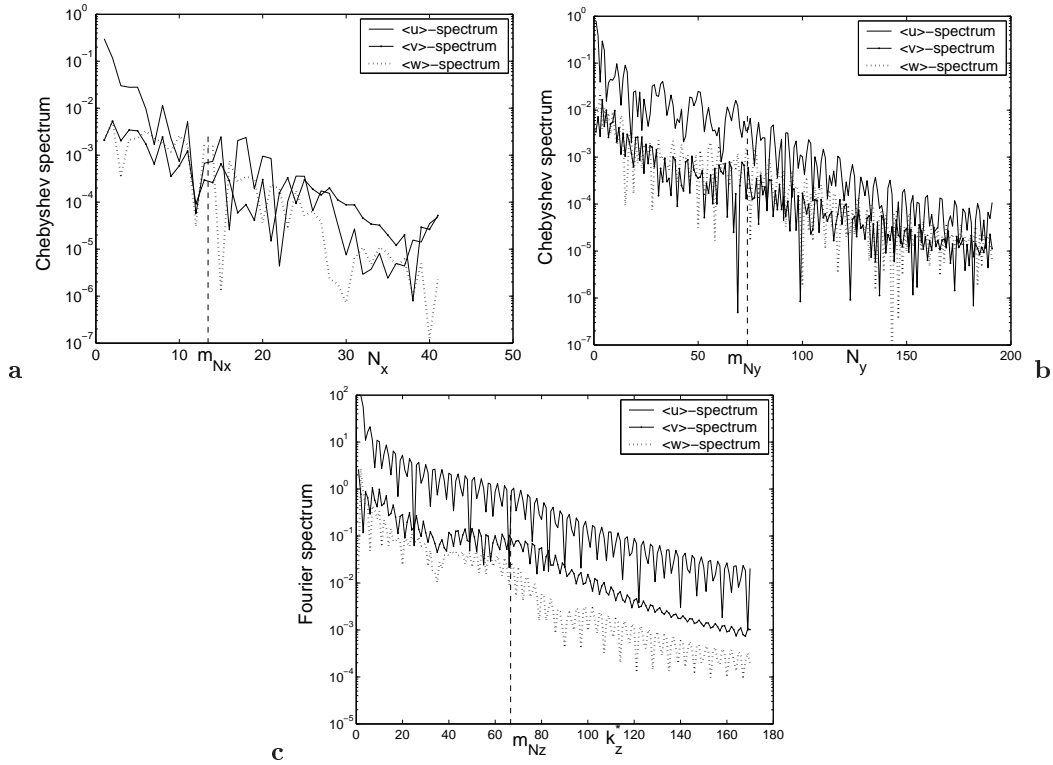 10^0
10^-1
10^-2
10^-3
10^-4
10^-5
10^-6
10^-7
Chebyshev spectrum
<u>-spectrum
<v>-spectrum
<w>-spectrum
0 10 20 30 40 50
m_Nx
N_x
a
10^0
10^-1
10^-2
10^-3
10^-4
10^-5
10^-6
10^-7
Chebyshev spectrum
<u>-spectrum
<v>-spectrum
<w>-spectrum
0 50 100 150 200
m_Ny
N_y
b
10^2
10^1
10^0
10^-1
10^-2
10^-3
10^-4
10^-5
Fourier spectrum
<u>-spectrum
<v>-spectrum
<w>-spectrum
0 20 40 60 80 100 120 140 160 180
m_Nz
k_z^*
c